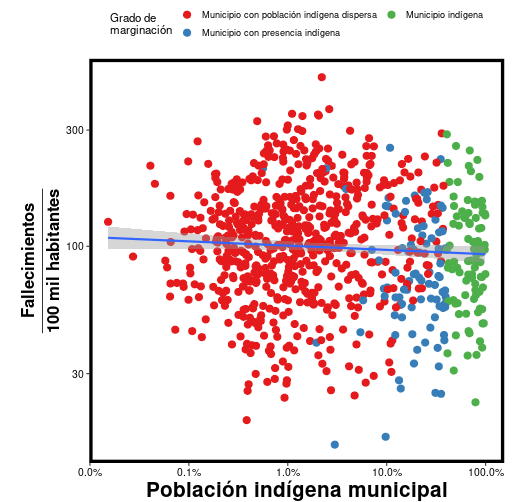 Grado de
marginación
Municipio con población indígena dispersa
Municipio indígena
Municipio con presencia indígena
Fallecimientos
100 mil habitantes
300
100
30
0.0%
0.1%
1.0%
10.0%
100.0%
Población indígena municipal